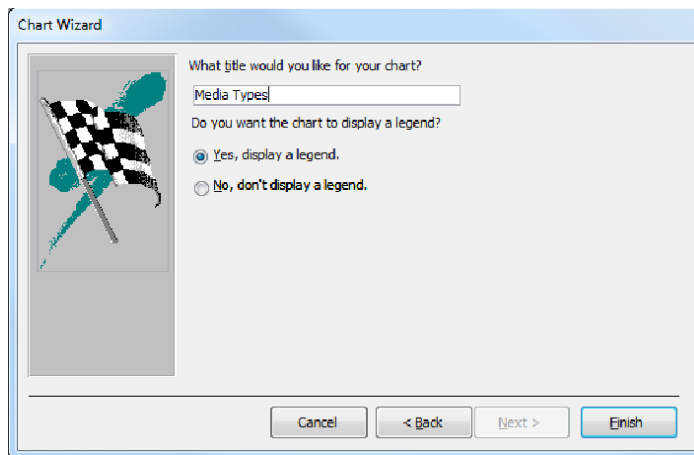 Chart Wizard
What title would you like for your chart?
Media Types
Do you want the chart to display a legend?
Yes, display a legend.
No, don't display a legend.
Cancel
< Back
Next >
Finish